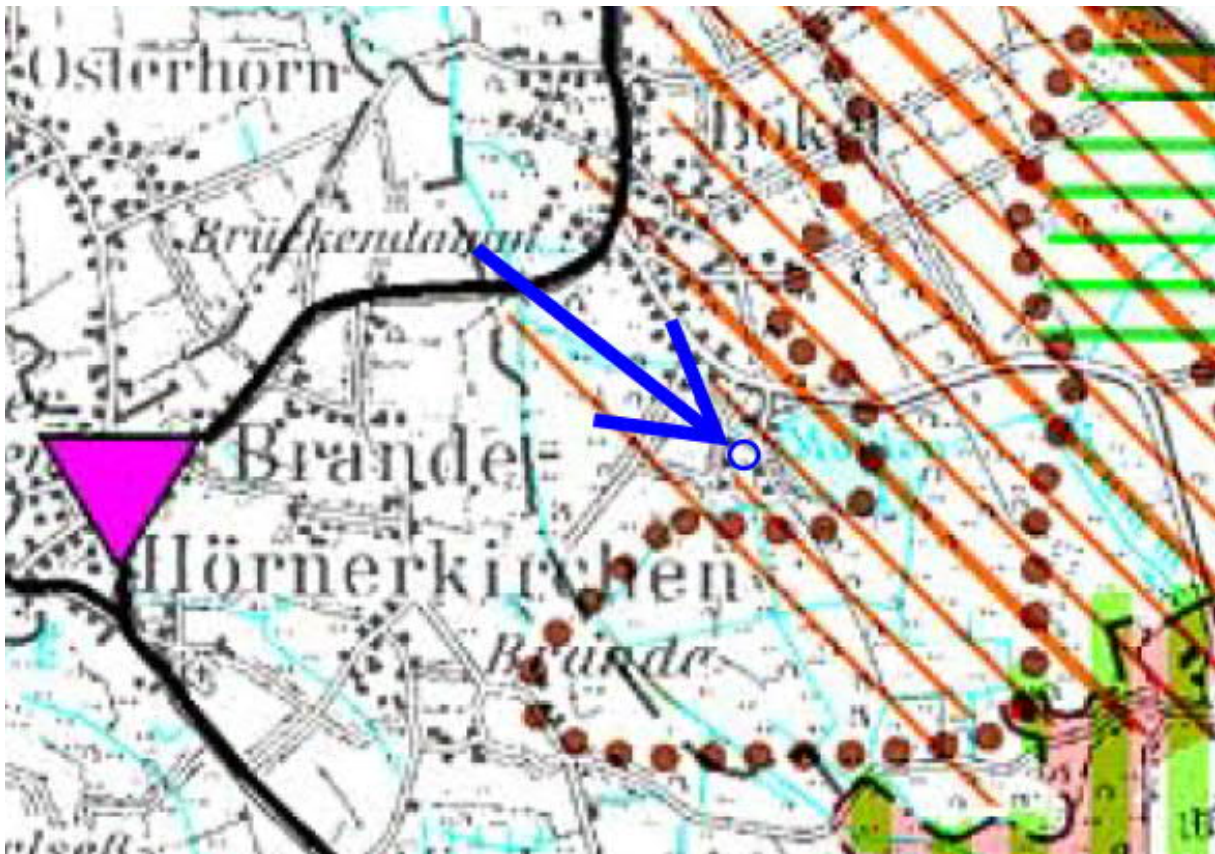 Osterhorn
Bokel
Brückendamm
Brande-
Hörnerkirchen
Brande